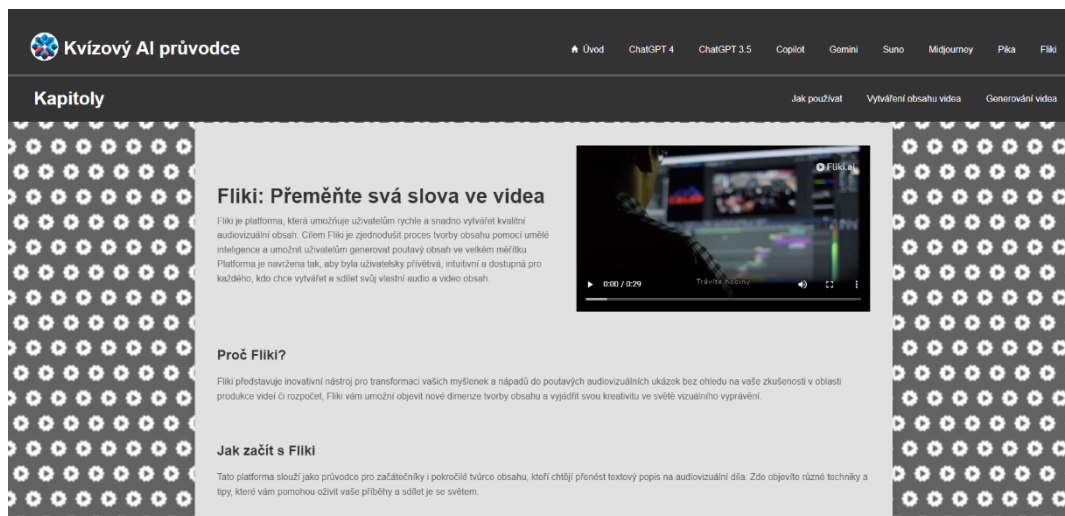 Kvízový AI průvodce
Úvod ChatGPT 4 ChatGPT 3.5 Copilot Gemini Suno Midjourney Pika Fliki
Kapitoly
Jak používat Vytváření obsahu videa Generování videa
Fliki.ai
Fliki: Přeměňte svá slova ve videa
Fliki je platforma, která umožňuje uživatelům rychle a snadno vytvářet kvalitní
audiovizuální obsah. Cílem Fliki je zjednodušit proces tvorby obsahu pomocí umělé
inteligence a umožnit uživatelům generovat poutavý obsah ve velkém měřítku
Platforma je navržena tak, aby byla uživatelsky přívětivá, intuitivní a dostupná pro
každého, kdo chce vytvářet a sdílet svůj vlastní audio a video obsah.
0:00 / 0:29
Trávíte hodiny
Proč Fliki?
Fliki představuje inovativní nástroj pro transformaci vašich myšlenek a nápadů do poutavých audiovizuálních ukázek bez ohledu na vaše zkušenosti v oblasti
produkce videí či rozpočet, Fliki vám umožní objevit nové dimenze tvorby obsahu a vyjádřit svou kreativitu ve světě vizuálního vyprávění.
Jak začít s Fliki
Tato platforma slouží jako průvodce pro začátečníky i pokročilé tvůrce obsahu, kteří chtějí přenést textový popis na audiovizuální díla. Zde objevíte různé techniky a
tipy, které vám pomohou oživit vaše příběhy a sdílet je se světem.